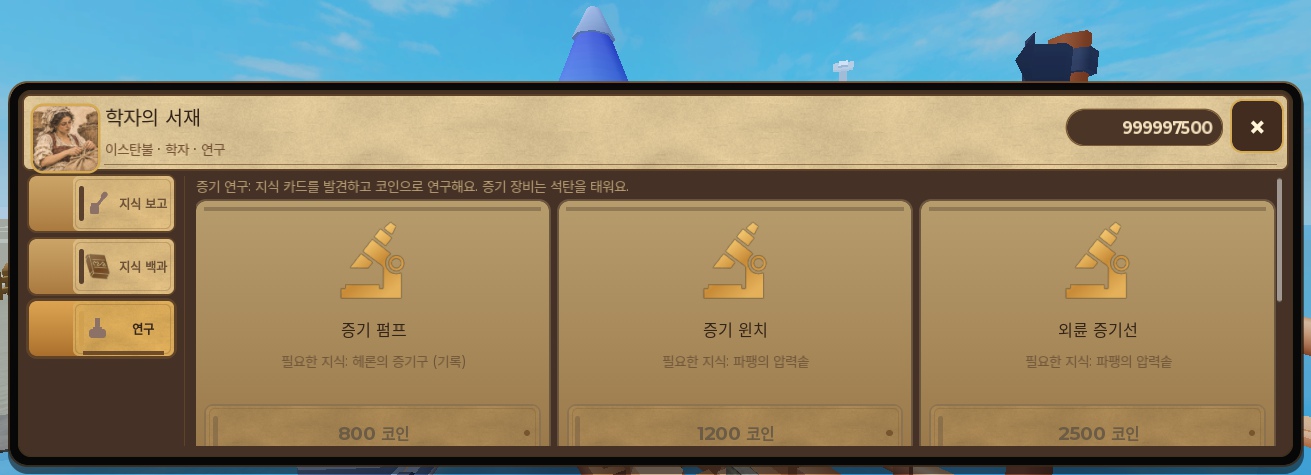 학자의 서재
이스탄불 · 학자 · 연구
999997500
×
지식 보고
지식 백과
연구
증기 연구: 지식 카드를 발견하고 코인으로 연구해요. 증기 장비는 석탄을 태워요.
증기 펌프
필요한 지식: 헤론의 증기구 (기록)
800 코인
증기 윈치
필요한 지식: 파팽의 압력솥
1200 코인
외륜 증기선
필요한 지식: 파팽의 압력솥
2500 코인